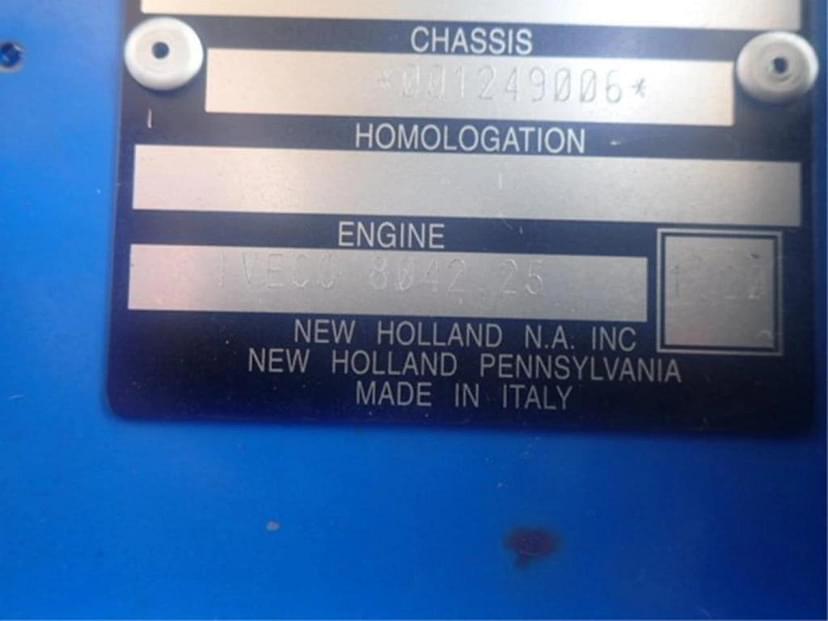 CHASSIS
*001249006*
HOMOLOGATION
ENGINE
IVECO 8042.25
NEW HOLLAND N.A. INC
NEW HOLLAND PENNSYLVANIA
MADE IN ITALY